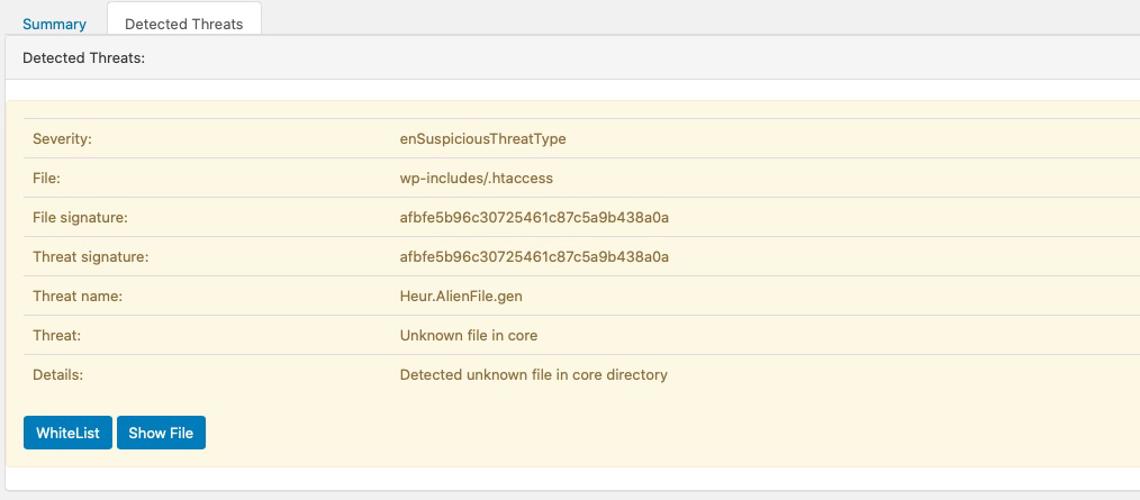 Summary Detected Threats
Detected Threats:
Severity: enSuspiciousThreatType
File: wp-includes/.htaccess
File signature: afbfe5b96c30725461c87c5a9b438a0a
Threat signature: afbfe5b96c30725461c87c5a9b438a0a
Threat name: Heur.AlienFile.gen
Threat: Unknown file in core
Details: Detected unknown file in core directory
WhiteList Show File